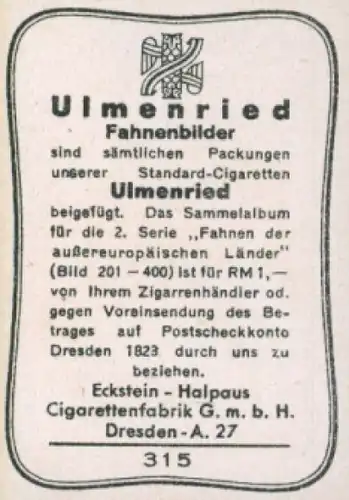 Ulmenried
Fahnenbilder
sind sämtlichen Packungen
unserer Standard-Cigaretten
Ulmenried
beigefügt. Das Sammelalbum
für die 2. Serie „Fahnen der
außereuropäischen Länder"
(Bild 201 – 400) ist für RM 1,—
von Ihrem Zigarrenhändler od.
gegen Voreinsendung des Be-
trages auf Postscheckkonto
Dresden 1823 durch uns zu
beziehen.
Eckstein - Halpaus
Cigarettenfabrik G. m. b. H.
Dresden-A. 27
315